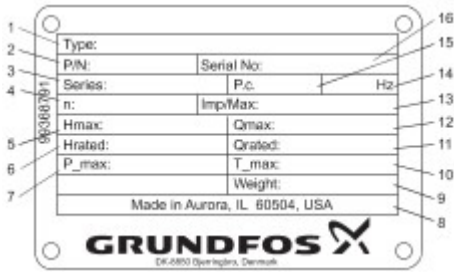 1 Type:
2 P/N: Serial No: 16
3 Series: P.c. Hz 15 14
4 n: Imp/Max: 13
5 Hmax: Qmax: 12
6 Hrated: Qrated: 11
7 P_max: T_max: 10
Weight: 9
Made in Aurora, IL 60504, USA 8
99368791
GRUNDFOS
DK-8850 Bjerringbro, Denmark